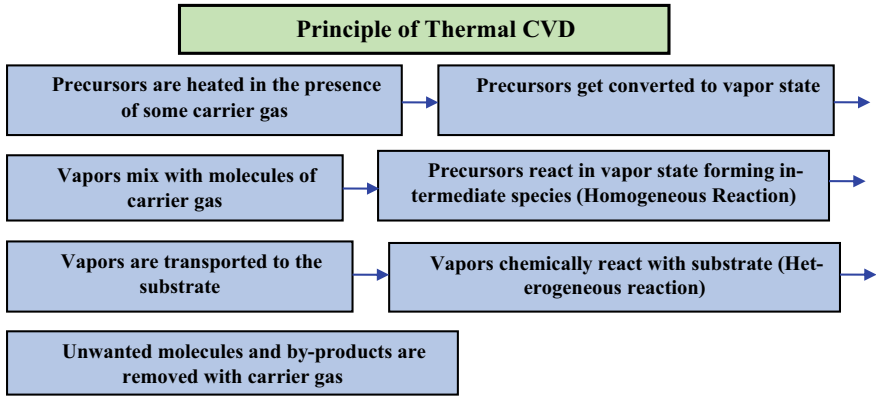 Principle of Thermal CVD
Precursors are heated in the presence
of some carrier gas
Precursors get converted to vapor state
Vapors mix with molecules of
carrier gas
Precursors react in vapor state forming in-
termediate species (Homogeneous Reaction)
Vapors are transported to the
substrate
Vapors chemically react with substrate (Het-
erogeneous reaction)
Unwanted molecules and by-products are
removed with carrier gas